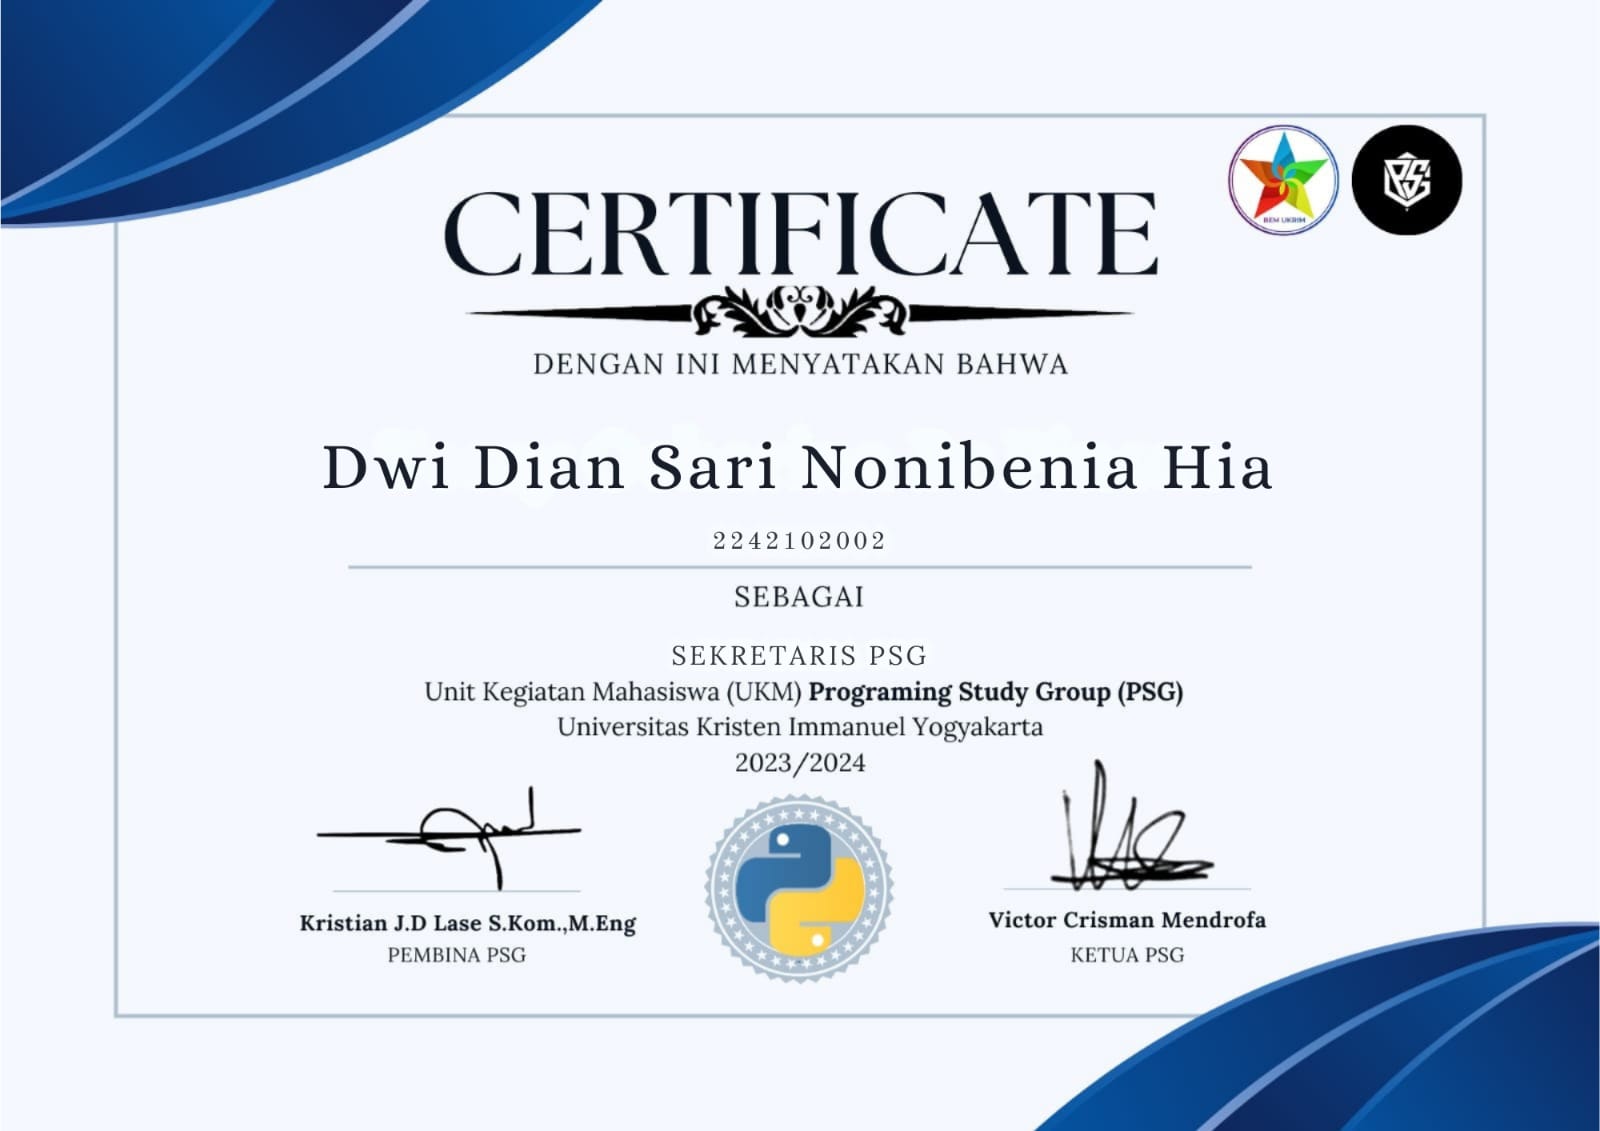 BEM UKRIM
PSG
CERTIFICATE
DENGAN INI MENYATAKAN BAHWA
Dwi Dian Sari Nonibenia Hia
2242102002
SEBAGAI
SEKRETARIS PSG
Unit Kegiatan Mahasiswa (UKM) Programing Study Group (PSG)
Universitas Kristen Immanuel Yogyakarta
2023/2024
Kristian J.D Lase S.Kom.,M.Eng
PEMBINA PSG
Victor Crisman Mendrofa
KETUA PSG